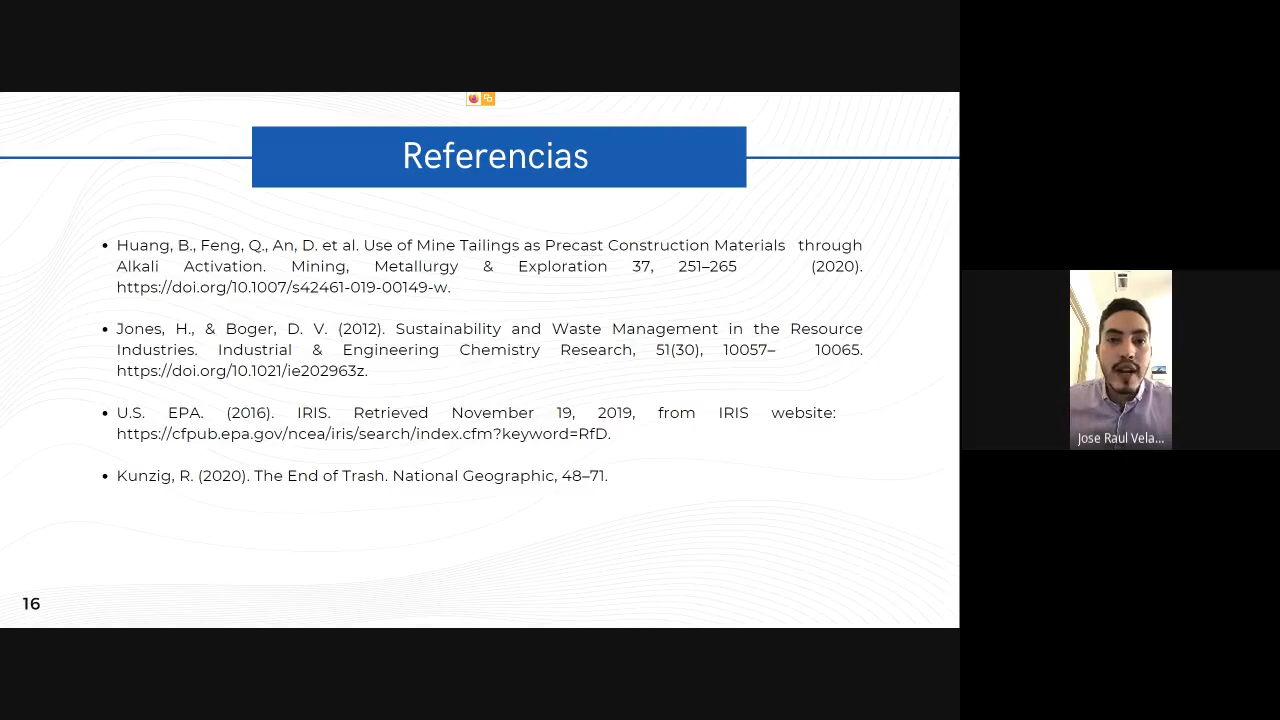 Referencias
• Huang, B., Feng, Q., An, D. et al. Use of Mine Tailings as Precast Construction Materials through
Alkali Activation. Mining, Metallurgy & Exploration 37, 251–265 (2020).
https://doi.org/10.1007/s42461-019-00149-w.
• Jones, H., & Boger, D. V. (2012). Sustainability and Waste Management in the Resource
Industries. Industrial & Engineering Chemistry Research, 51(30), 10057– 10065.
https://doi.org/10.1021/ie202963z.
• U.S. EPA. (2016). IRIS. Retrieved November 19, 2019, from IRIS website:
https://cfpub.epa.gov/ncea/iris/search/index.cfm?keyword=RfD.
• Kunzig, R. (2020). The End of Trash. National Geographic, 48–71.
16
Jose Raul Vela...